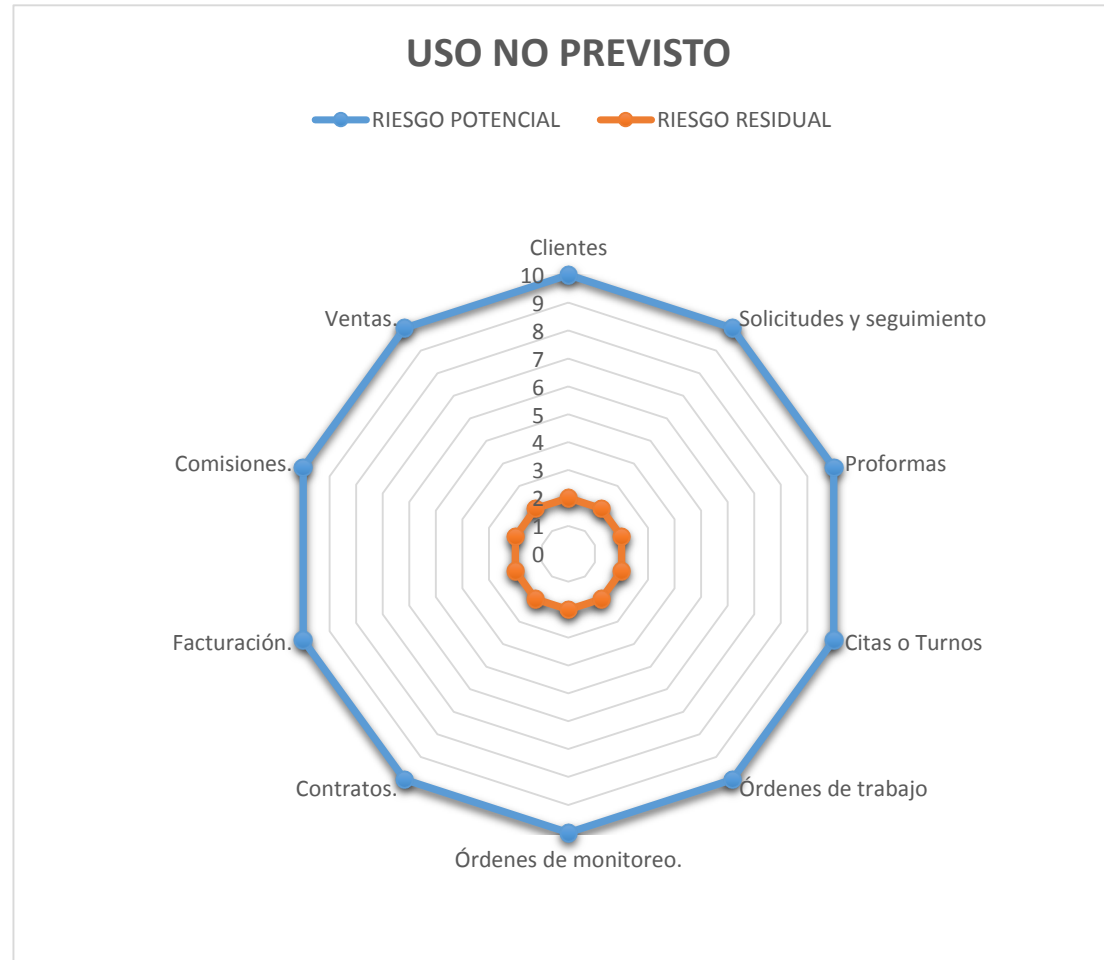 USO NO PREVISTO
RIESGO POTENCIAL RIESGO RESIDUAL
Clientes
10
9
Ventas. 8 Solicitudes y seguimiento
7
6
5
4
Comisiones. 3 Proformas
2
1
0
Facturación. Citas o Turnos
Contratos. Órdenes de trabajo
Órdenes de monitoreo.